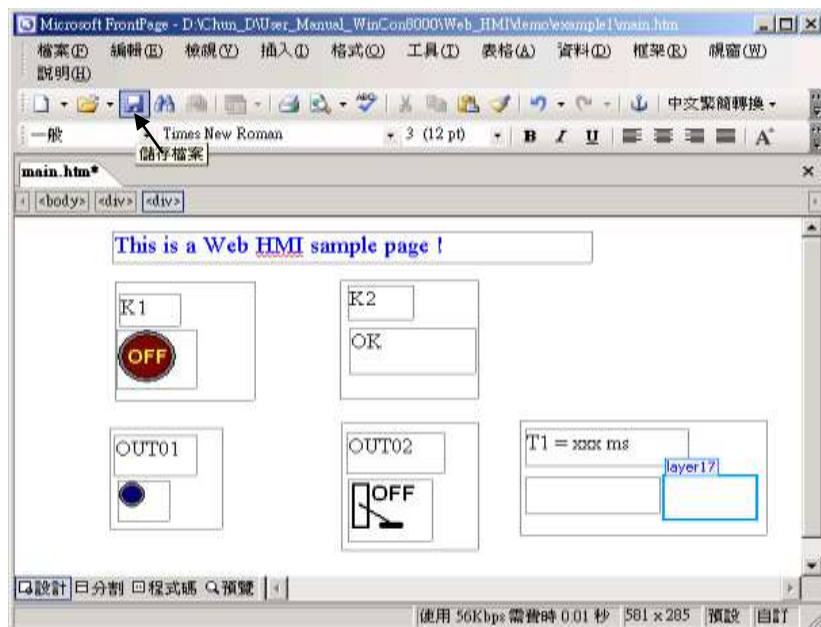 Microsoft FrontPage - D:\Chun_D\User_Manual_WinCon8000\Web_HMI\demo\example1\main.htm
檔案(F) 編輯(E) 檢視(V) 插入(I) 格式(O) 工具(T) 表格(A) 資料(D) 框架(R) 視窗(W)
說明(H)
中文繁簡轉換
一般 Times New Roman 3 (12 pt) B I U A
儲存檔案
main.htm*
<body> <div> <div>
This is a Web HMI sample page !
K1
K2
OFF
OK
OUT01
OUT02
T1 = xxx ms
layer17
OFF
設計 分割 程式碼 預覽
使用 56Kbps 需費時 0:01 秒 581 x 285 預設 自訂